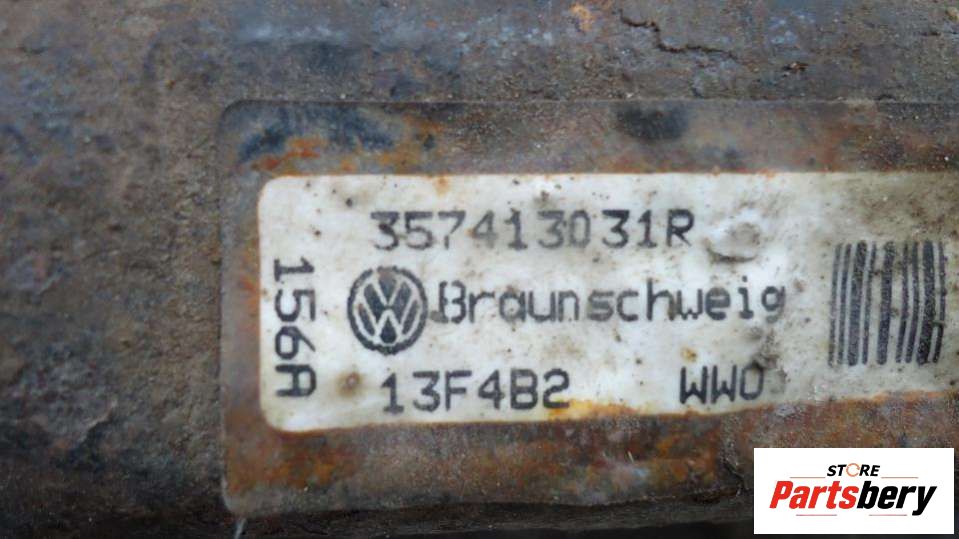 357413031R
Braunschweig
13F4B2 WWO
156A
STORE
Partsbery